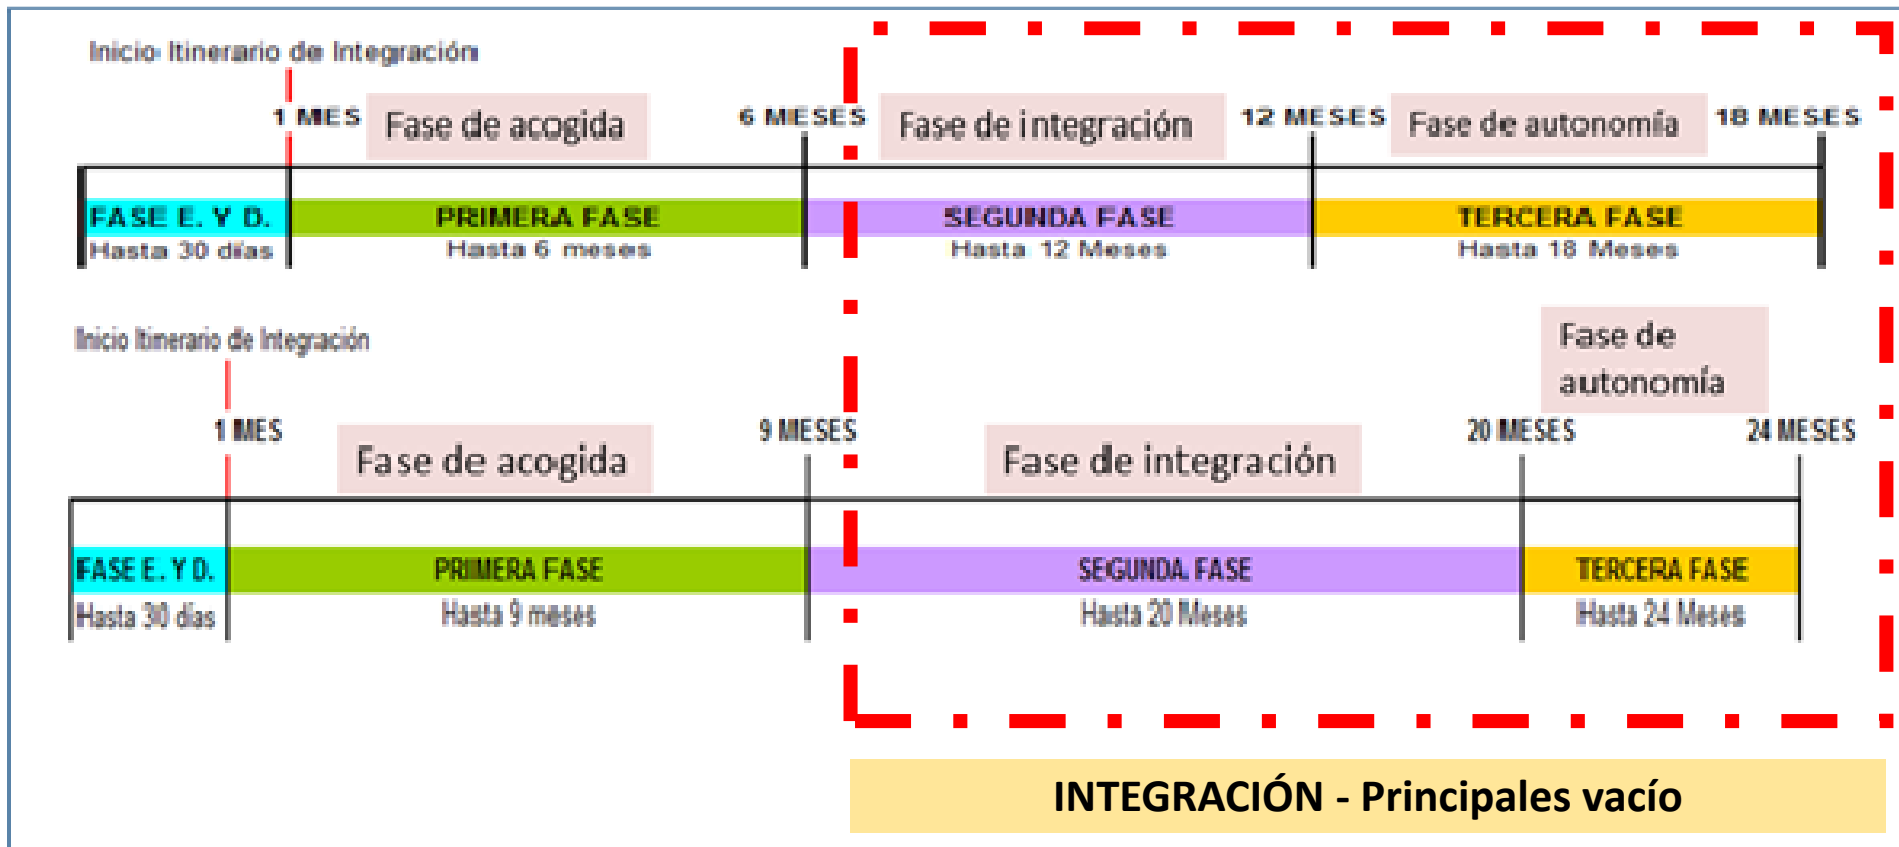 Inicio Itinerario de Integración
1 MES
Fase de acogida
6 MESES
Fase de integración
12 MESES
Fase de autonomía
18 MESES
FASE E. Y D.
PRIMERA FASE
SEGUNDA FASE
TERCERA FASE
Hasta 30 días
Hasta 6 meses
Hasta 12 Meses
Hasta 18 Meses
Inicio Itinerario de Integración
Fase de
autonomía
1 MES
9 MESES
20 MESES
24 MESES
Fase de acogida
Fase de integración
FASE E. Y D.
PRIMERA FASE
SEGUNDA FASE
TERCERA FASE
Hasta 30 días
Hasta 9 meses
Hasta 20 Meses
Hasta 24 Meses
INTEGRACIÓN - Principales vacío